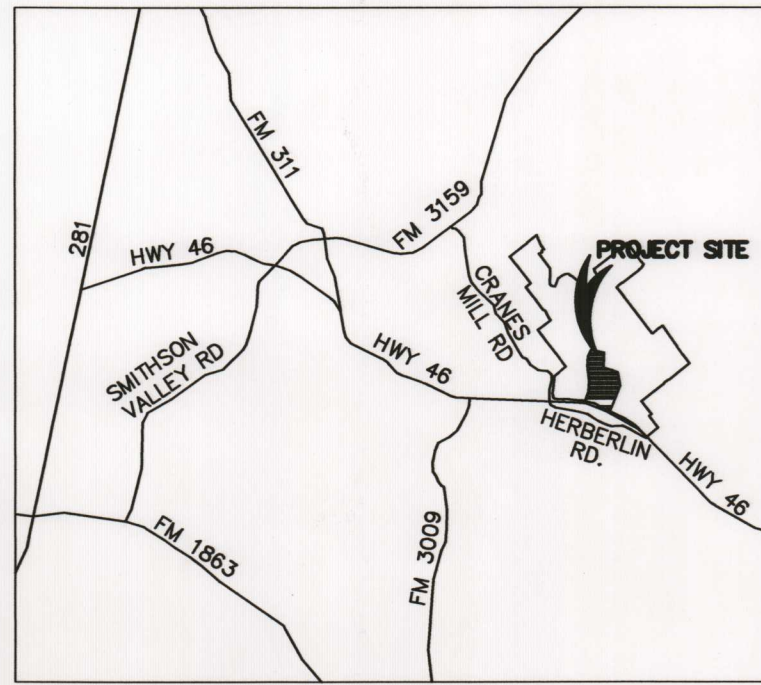 281
FM 311
HWY 46
FM 3159
PROJECT SITE
CRANES
MILL RD
SMITHSON
VALLEY RD
HWY 46
HERBERLIN
RD.
HWY 46
FM 3009
FM 1863